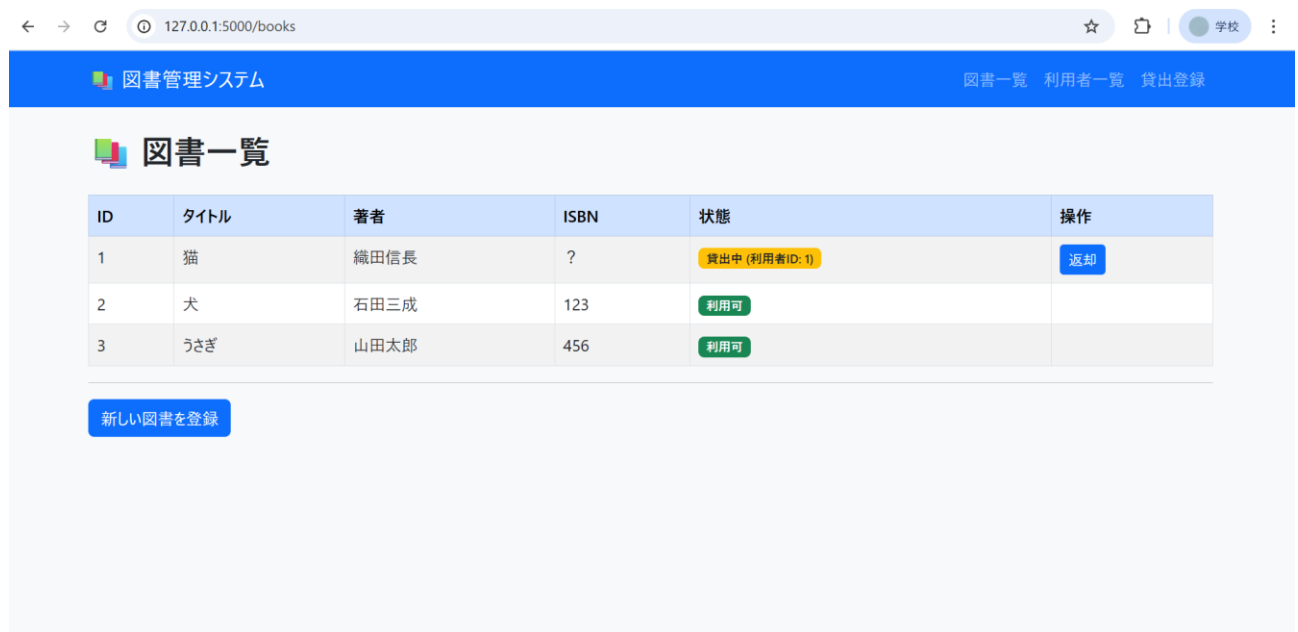 127.0.0.1:5000/books 学校
図書管理システム 図書一覧 利用者一覧 貸出登録
図書一覧
ID タイトル 著者 ISBN 状態 操作
1 猫 織田信長 ? 貸出中 (利用者ID: 1) 返却
2 犬 石田三成 123 利用可
3 うさぎ 山田太郎 456 利用可
新しい図書を登録